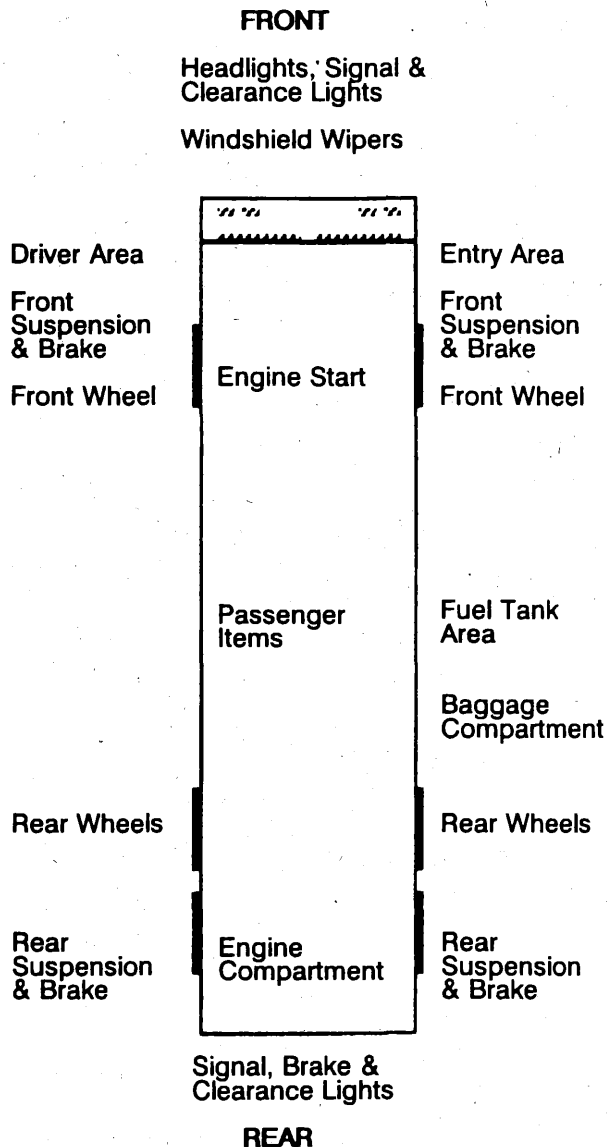 FRONT
Headlights, Signal &
Clearance Lights
Windshield Wipers
Driver Area
Entry Area
Front
Suspension
& Brake
Front
Suspension
& Brake
Engine Start
Front Wheel
Front Wheel
Passenger
Items
Fuel Tank
Area
Baggage
Compartment
Rear Wheels
Rear Wheels
Rear
Suspension
& Brake
Engine
Compartment
Rear
Suspension
& Brake
Signal, Brake &
Clearance Lights
REAR